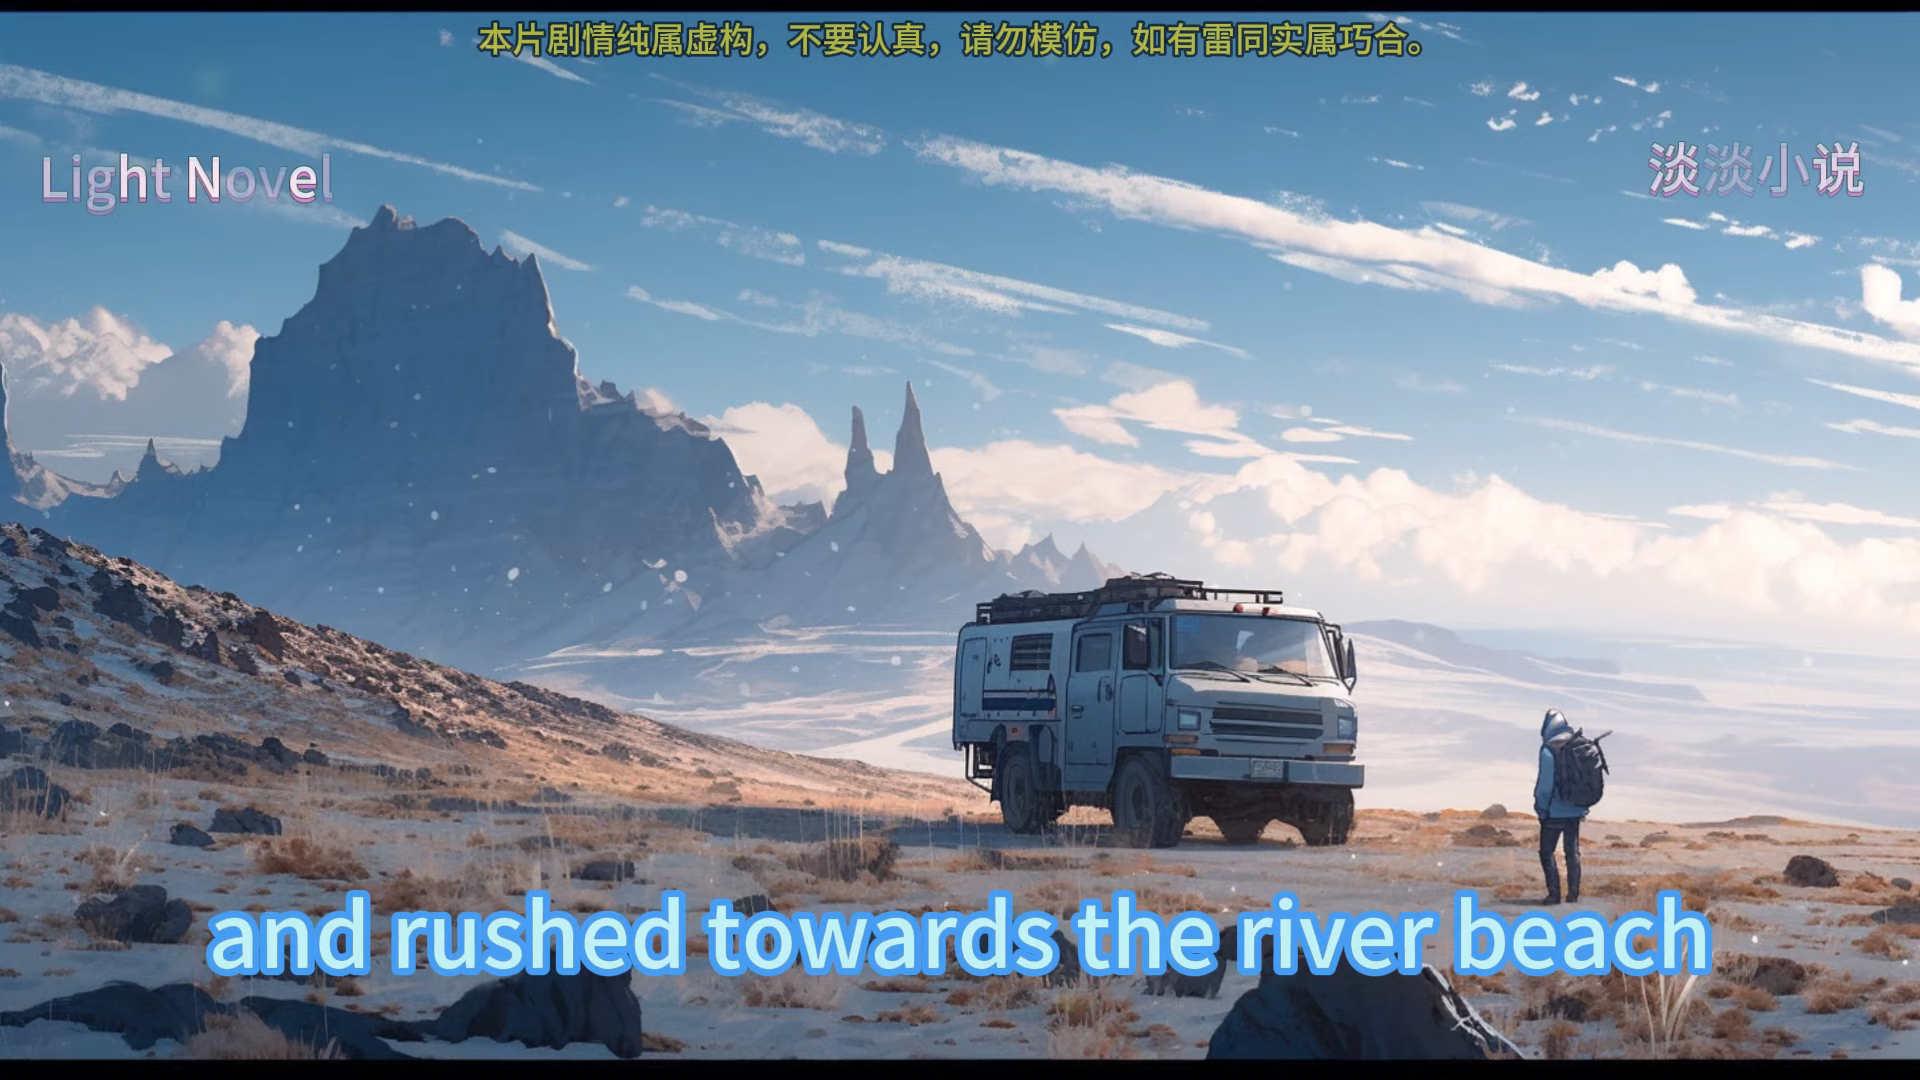 本片剧情纯属虚构，不要认真，请勿模仿，如有雷同实属巧合。
Light Novel
淡淡小说
and rushed towards the river beach